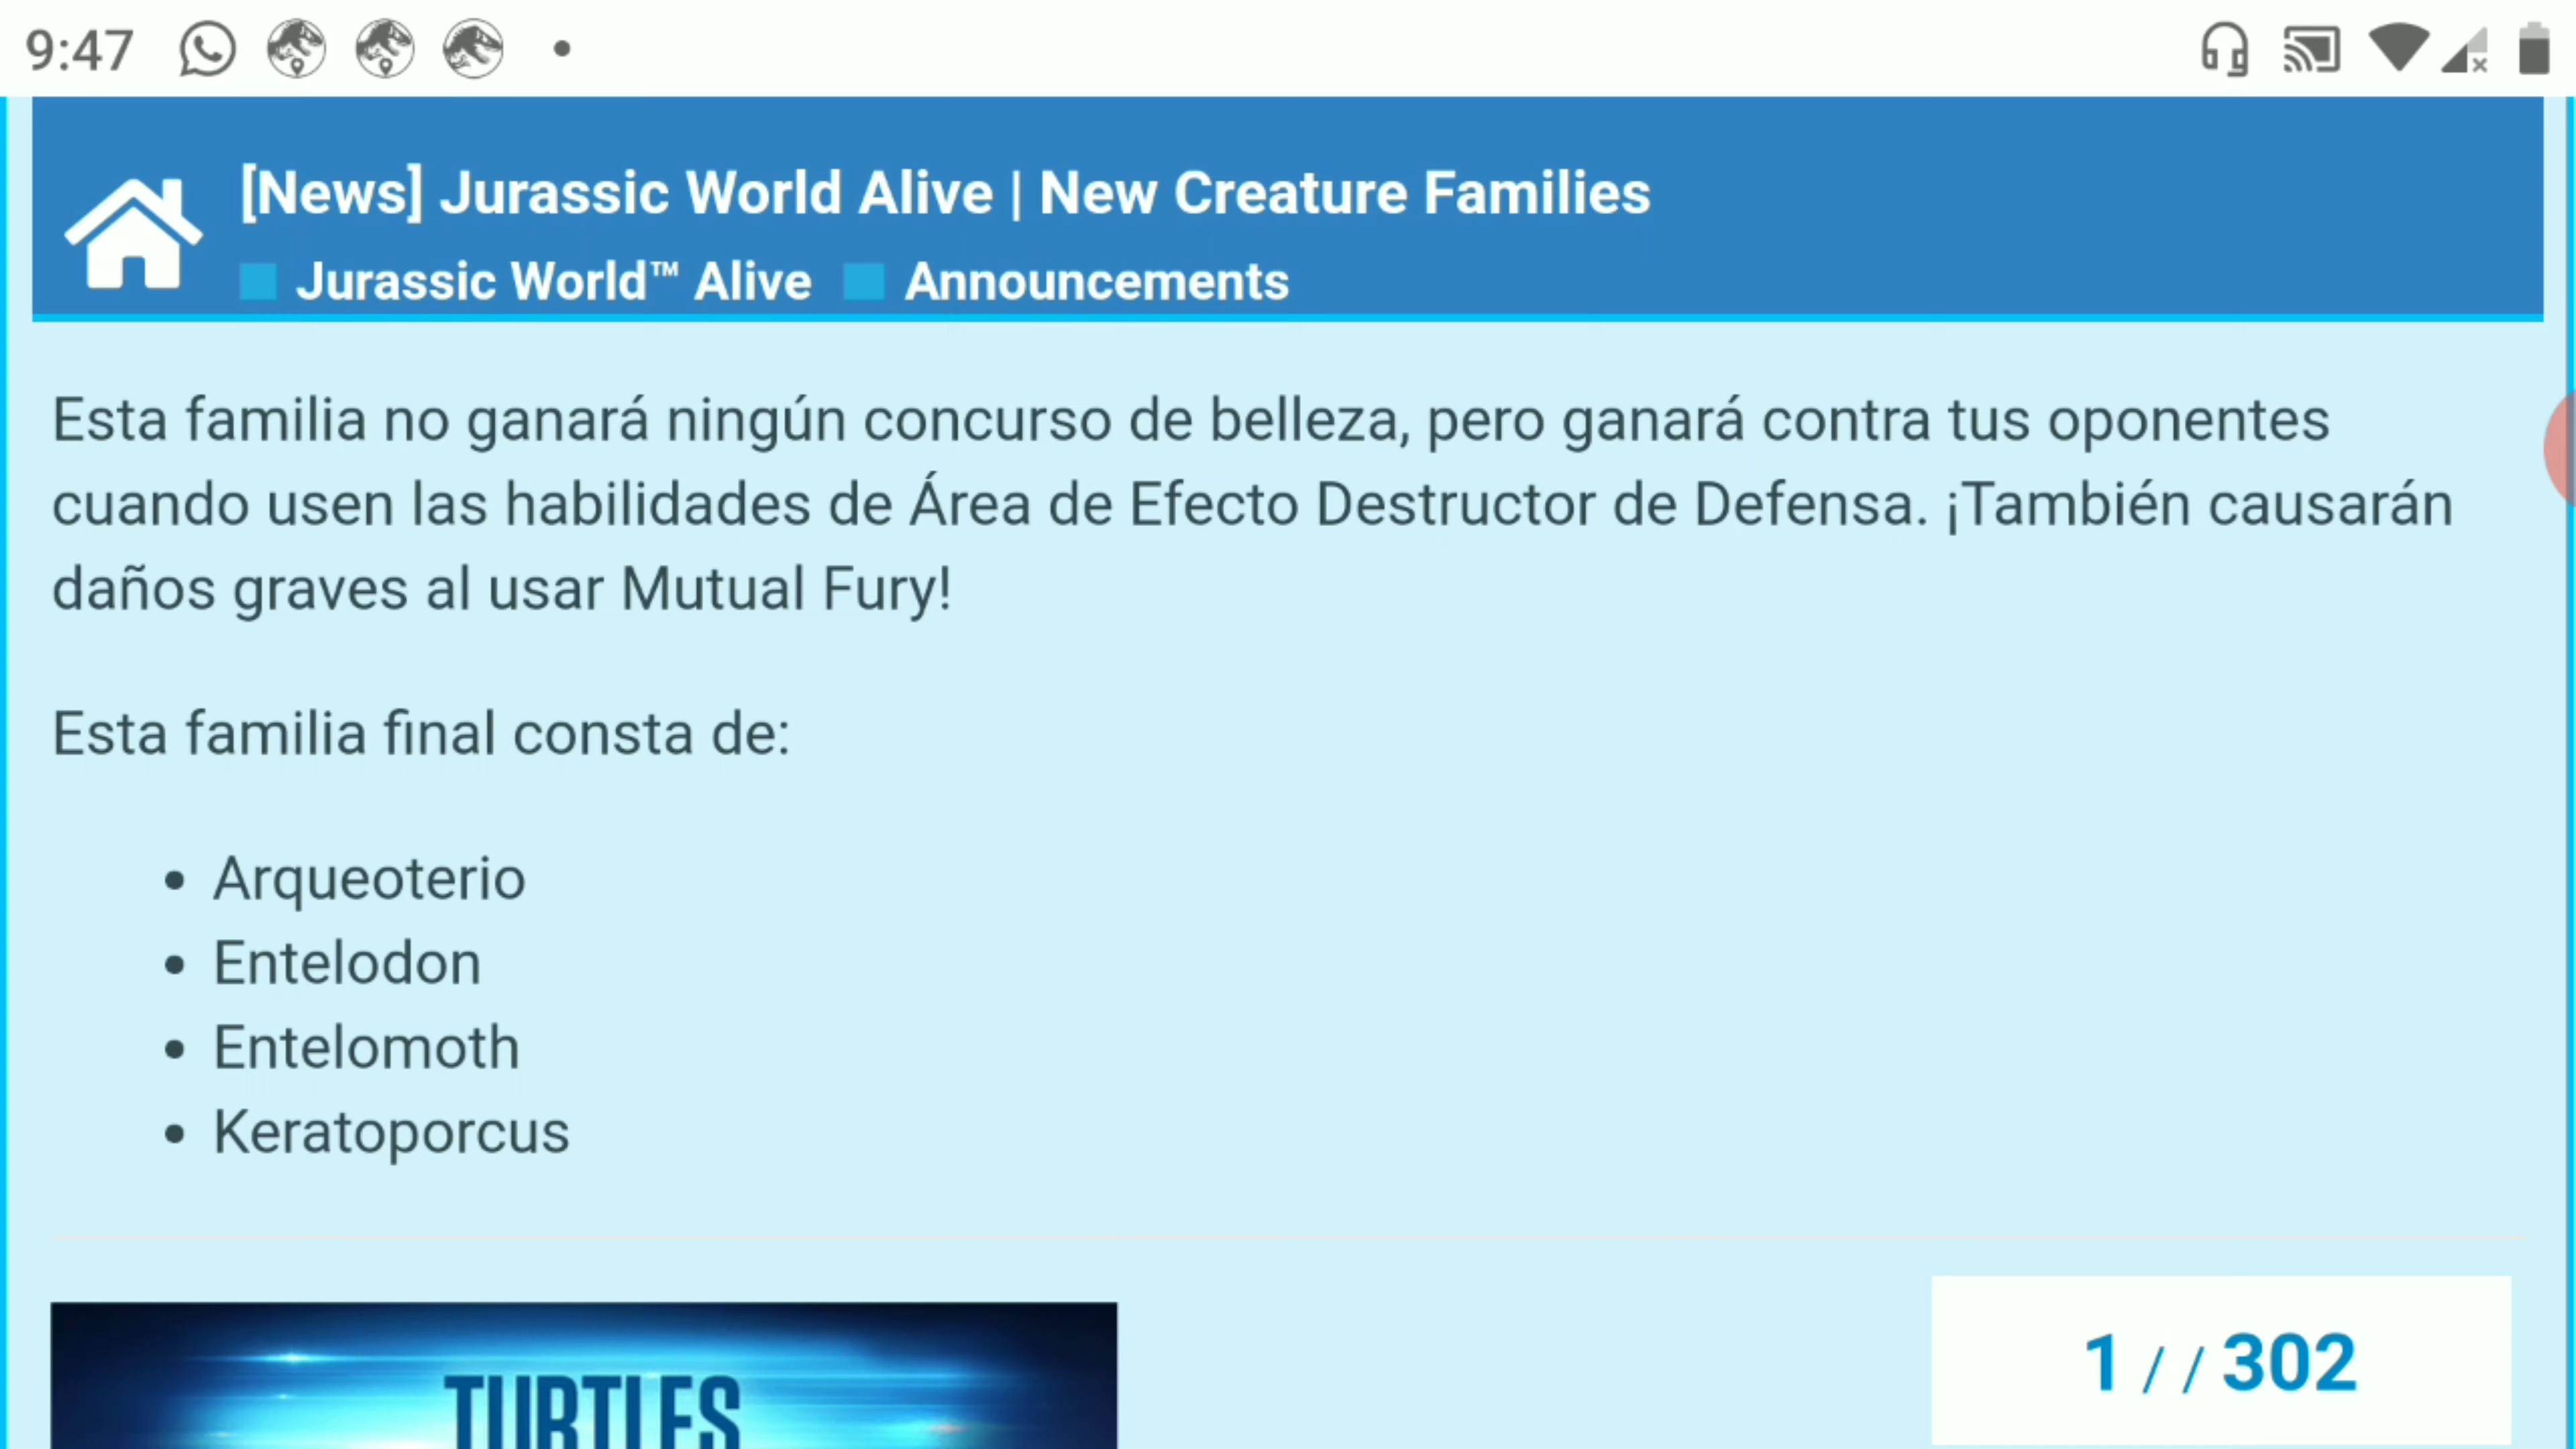 9:47
[News] Jurassic World Alive | New Creature Families
Jurassic World™ Alive Announcements
Esta familia no ganará ningún concurso de belleza, pero ganará contra tus oponentes
cuando usen las habilidades de Área de Efecto Destructor de Defensa. ¡También causarán
daños graves al usar Mutual Fury!
Esta familia final consta de:
• Arqueoterio
• Entelodon
• Entelomoth
• Keratoporcus
TURTLES
1 / / 302